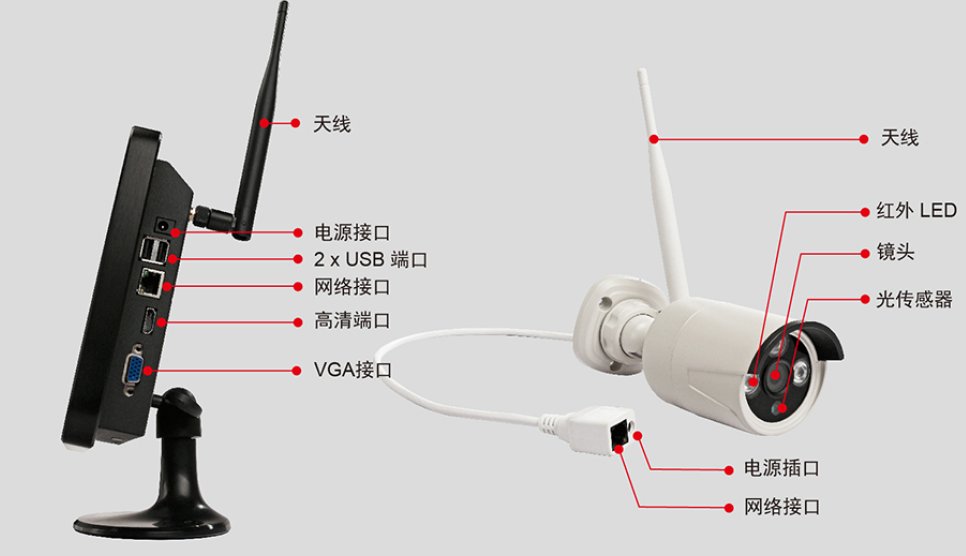 天线
电源接口
2 x USB 端口
网络接口
高清端口
VGA接口
天线
红外 LED
镜头
光传感器
电源插口
网络接口